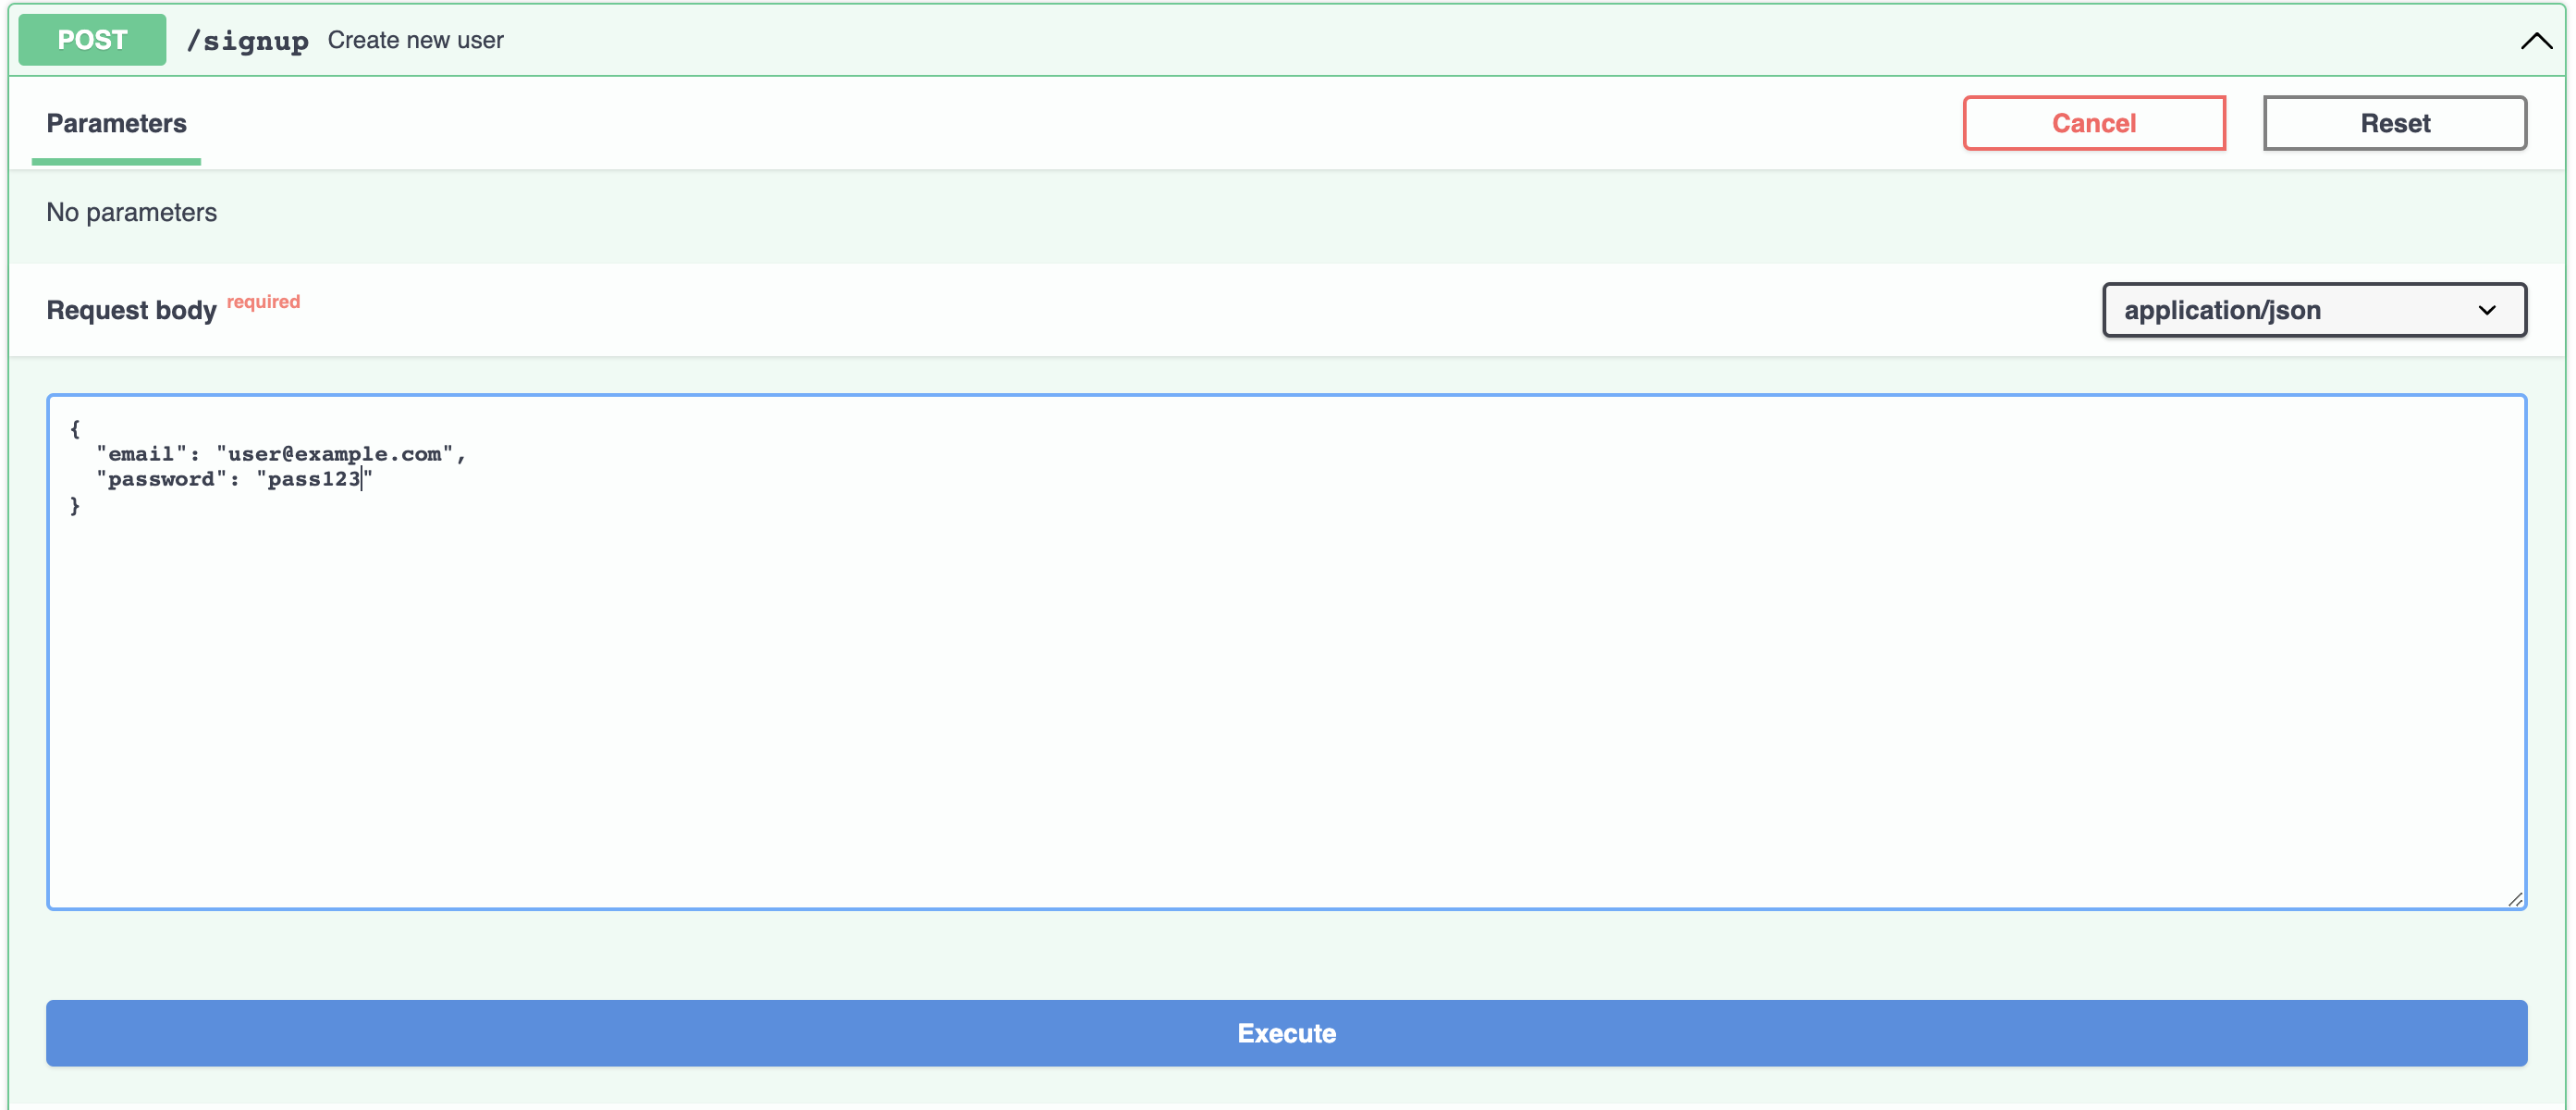 POST /signup Create new user
Parameters Cancel Reset
No parameters
Request body required application/json
{
  "email": "user@example.com",
  "password": "pass123"
}
Execute